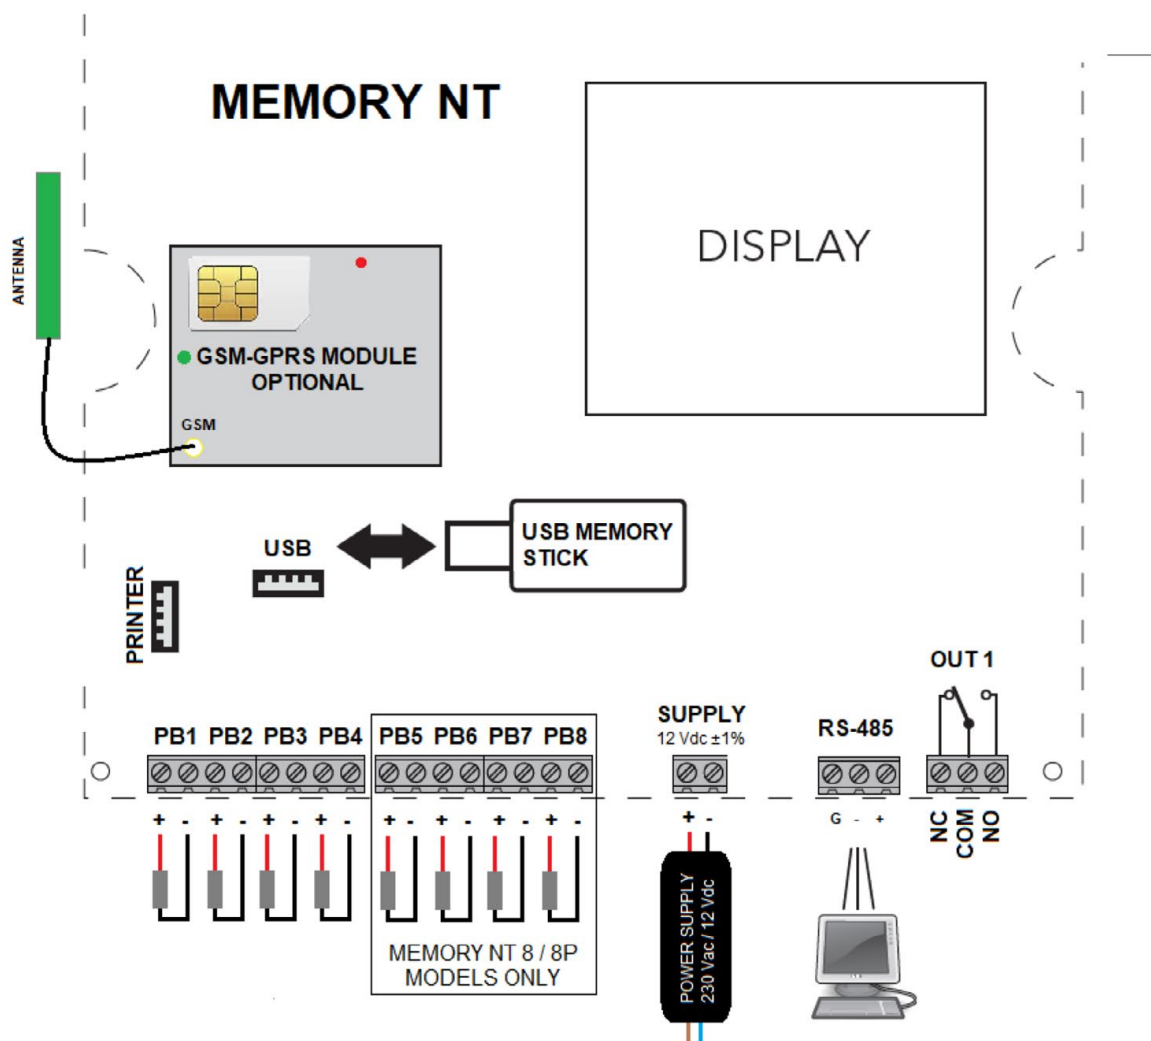 MEMORY NT
DISPLAY
ANTENNA
GSM-GPRS MODULE
OPTIONAL
GSM
USB
USB MEMORY
STICK
PRINTER
OUT 1
SUPPLY
12 Vdc ±1%
RS-485
PB1 PB2 PB3 PB4 PB5 PB6 PB7 PB8
+ - + - + - + - + - + - + - + - + - G - +
NC
COM
NO
POWER SUPPLY
230 Vac / 12 Vdc
MEMORY NT 8 / 8P
MODELS ONLY